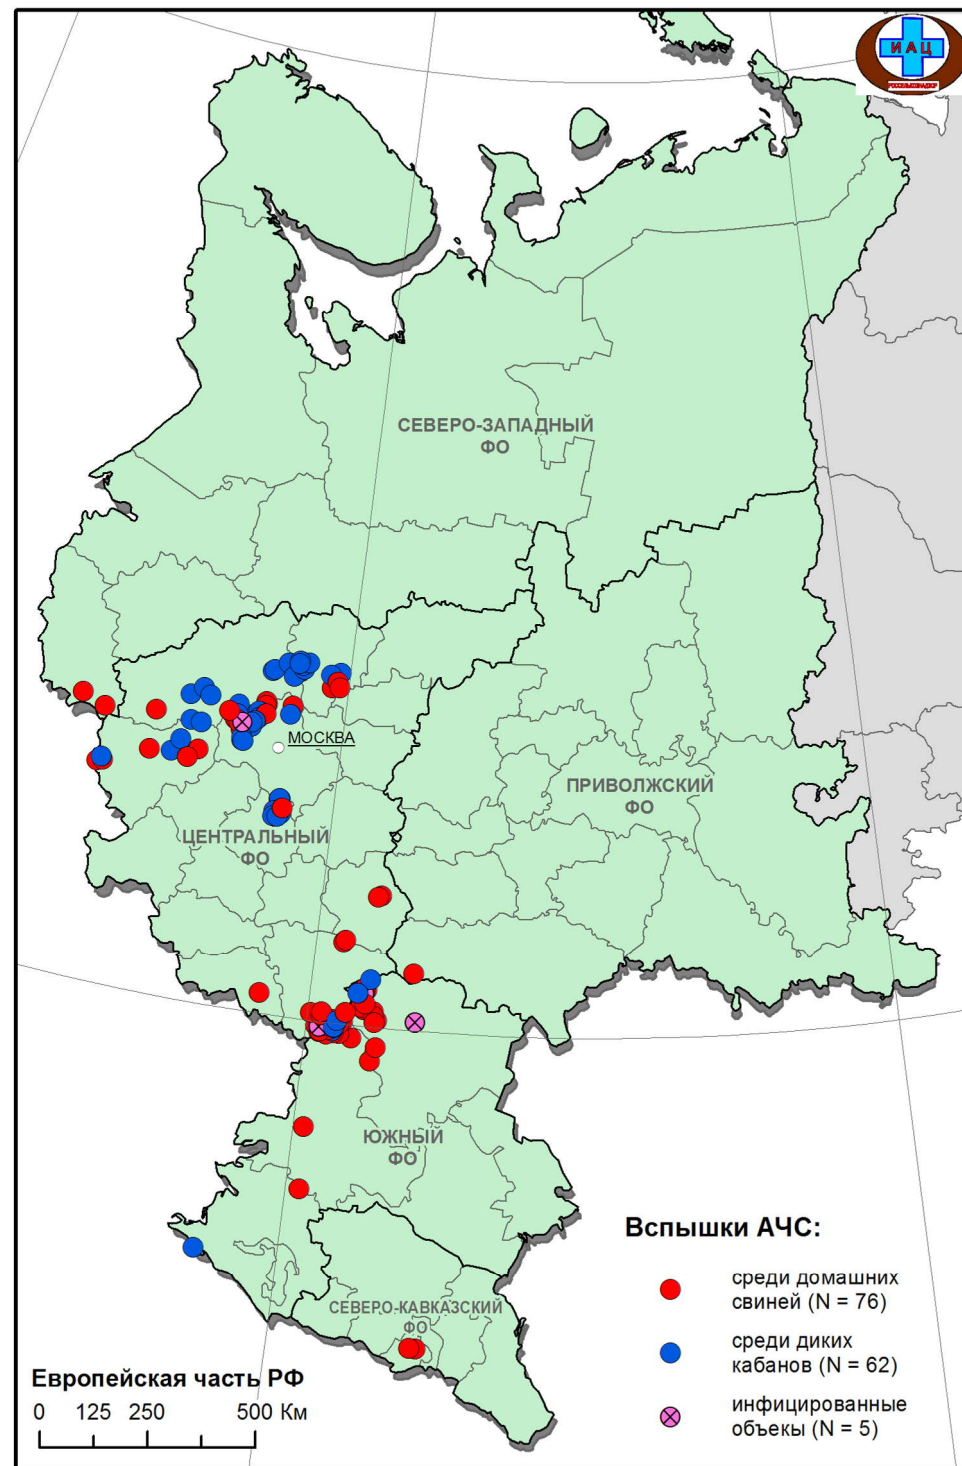 И А Ц
РОССЕЛЬХОЗНАДЗОР
СЕВЕРО-ЗАПАДНЫЙ
ФО
МОСКВА
ПРИВОЛЖСКИЙ
ФО
ЦЕНТРАЛЬНЫЙ
ФО
ЮЖНЫЙ
ФО
СЕВЕРО-КАВКАЗСКИЙ
ФО
Вспышки АЧС:
среди домашних
свиней (N = 76)
среди диких
кабанов (N = 62)
инфицированные
объекы (N = 5)
Европейская часть РФ
0 125 250 500 Км